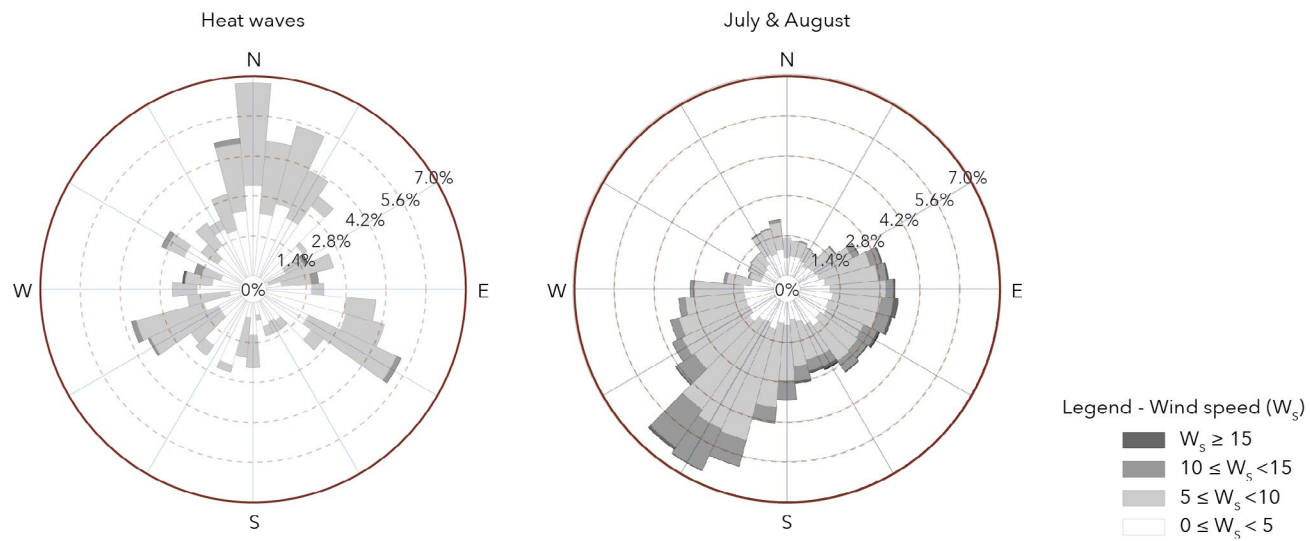 Heat waves
July & August
N
N
7.0%
7.0%
5.6%
5.6%
4.2%
4.2%
2.8%
2.8%
1.4%
1.4%
W
0%
E
W
0%
E
Legend - Wind speed (Ws)
Ws ≥ 15
10 ≤ Ws <15
5 ≤ Ws <10
0 ≤ Ws < 5
S
S